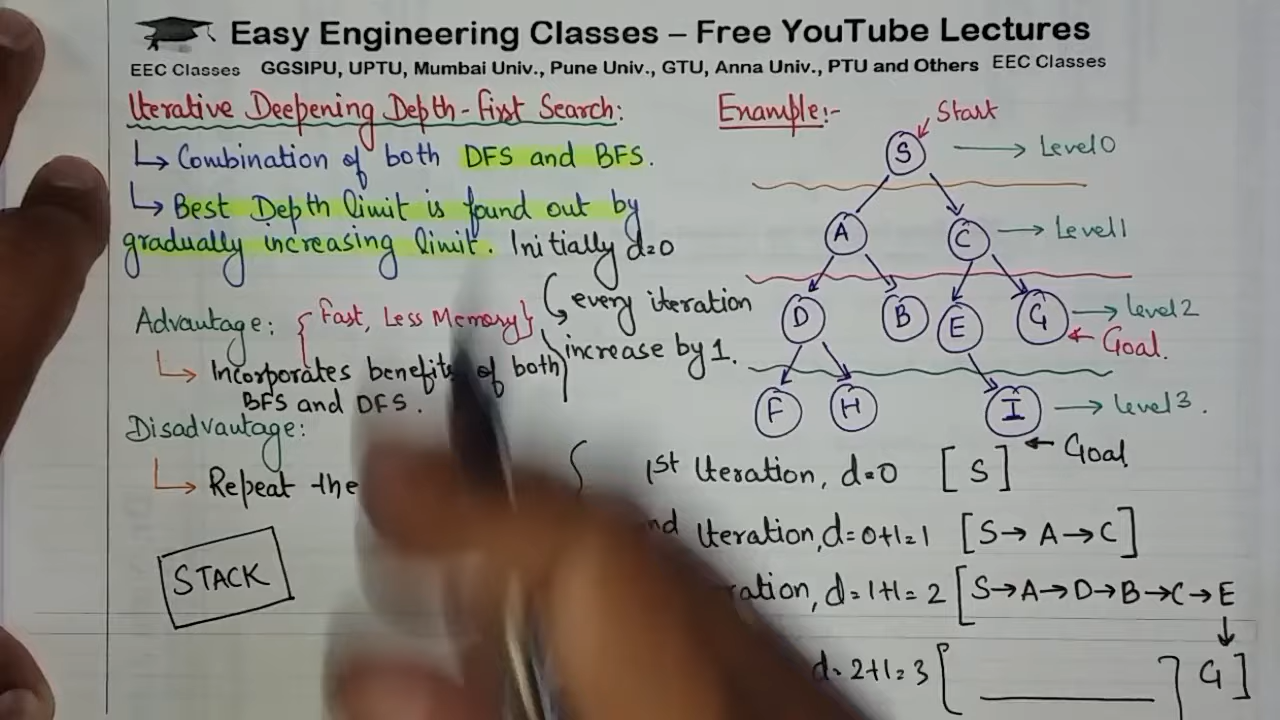 Easy Engineering Classes – Free YouTube Lectures
EEC Classes GGSIPU, UPTU, Mumbai Univ., Pune Univ., GTU, Anna Univ., PTU and Others EEC Classes
Iterative Deepening Depth-First Search:
↳ Combination of both DFS and BFS.
↳ Best Depth limit is found out by
gradually increasing limit. Initially d=0
every iteration
increase by 1.
Advantage: {Fast, Less Memory}
↳ Incorporates benefits of both
BFS and DFS.
Disadvantage:
↳ Repeat the
STACK
Example:-
Start
S → Level 0
A C → Level 1
D B E G → Level 2
Goal.
F H I → Level 3.
Goal
1st Iteration, d=0 [S]
nd Iteration, d=0+1=1 [S→A→C]
ration, d=1+1=2 [S→A→D→B→C→E
↓
G]
d=2+1=3 [ ]